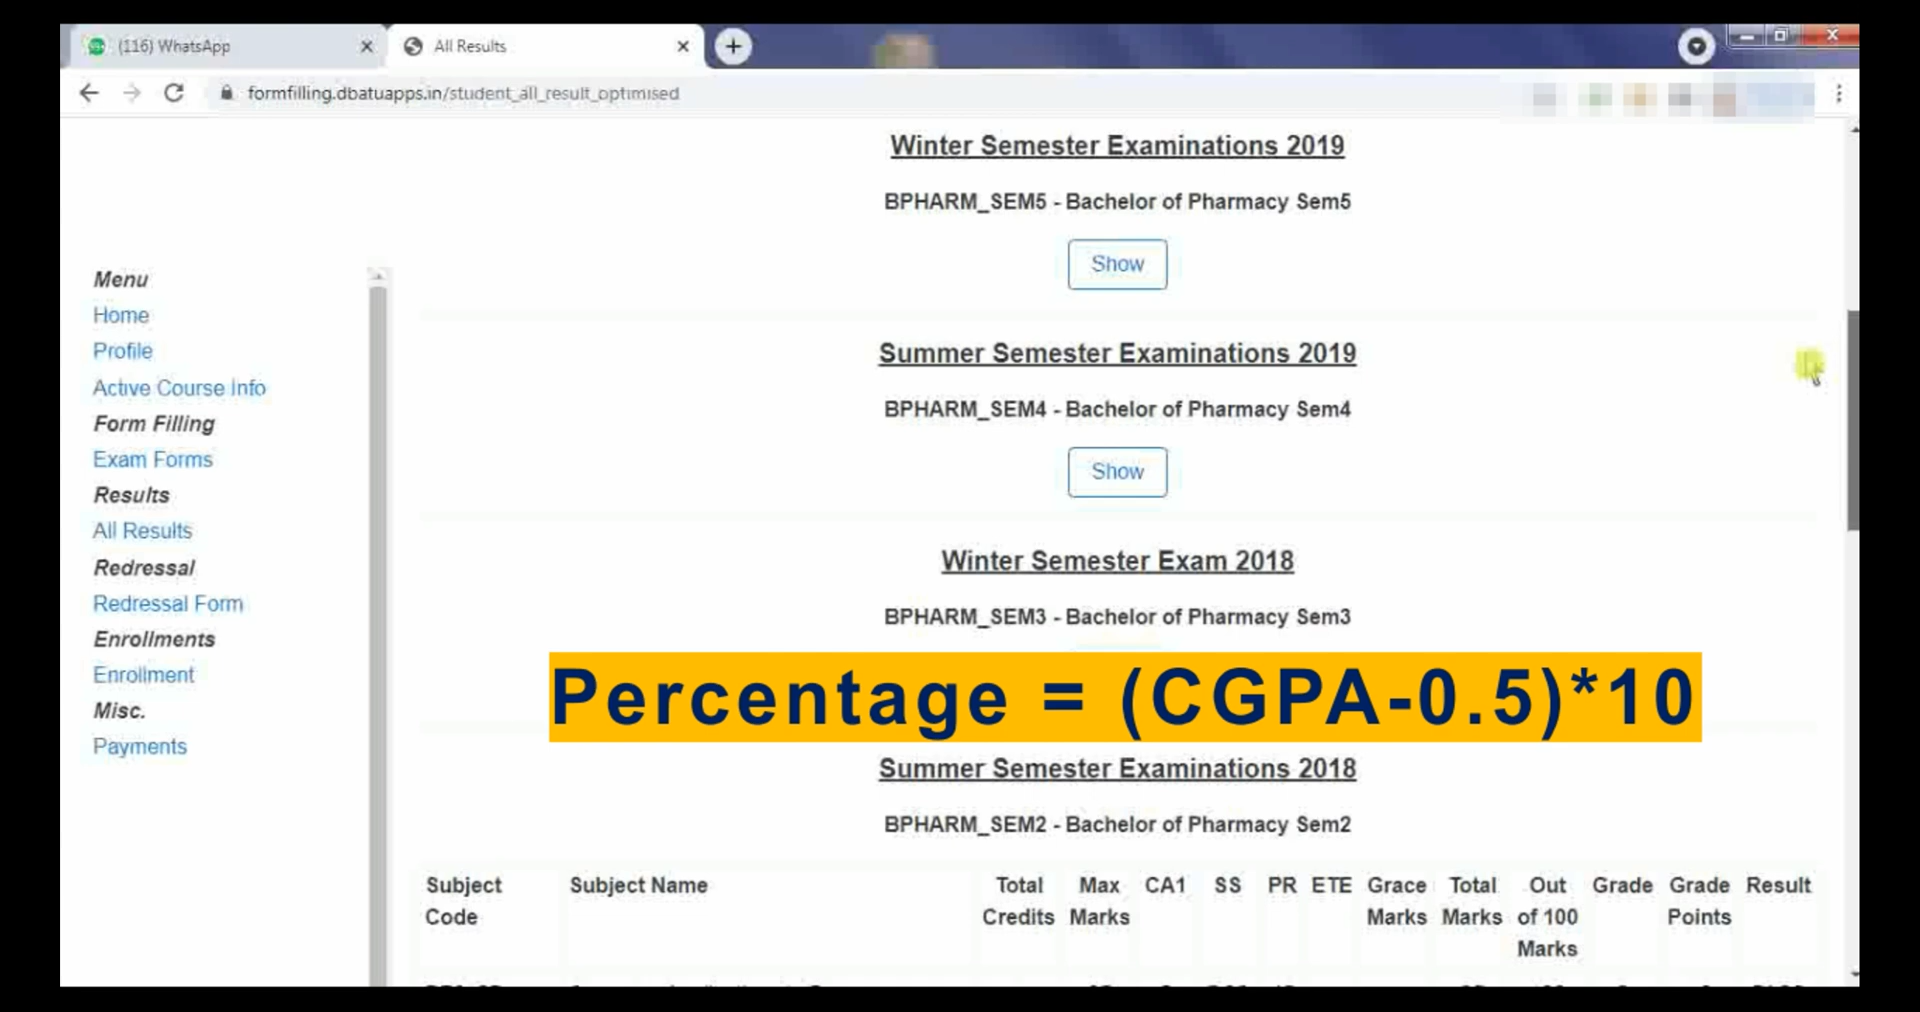 (116) WhatsApp
All Results
formfilling.dbatuapps.in/student_all_result_optimised
Winter Semester Examinations 2019
BPHARM_SEM5 - Bachelor of Pharmacy Sem5
Show
Menu
Home
Profile
Active Course Info
Form Filling
Exam Forms
Results
All Results
Redressal
Redressal Form
Enrollments
Enrollment
Misc.
Payments
Summer Semester Examinations 2019
BPHARM_SEM4 - Bachelor of Pharmacy Sem4
Show
Winter Semester Exam 2018
BPHARM_SEM3 - Bachelor of Pharmacy Sem3
Percentage = (CGPA-0.5)*10
Summer Semester Examinations 2018
BPHARM_SEM2 - Bachelor of Pharmacy Sem2
Subject Subject Name Total Max CA1 SS PR ETE Grace Total Out Grade Grade Result
Code Credits Marks Marks Marks of 100 Points
Marks